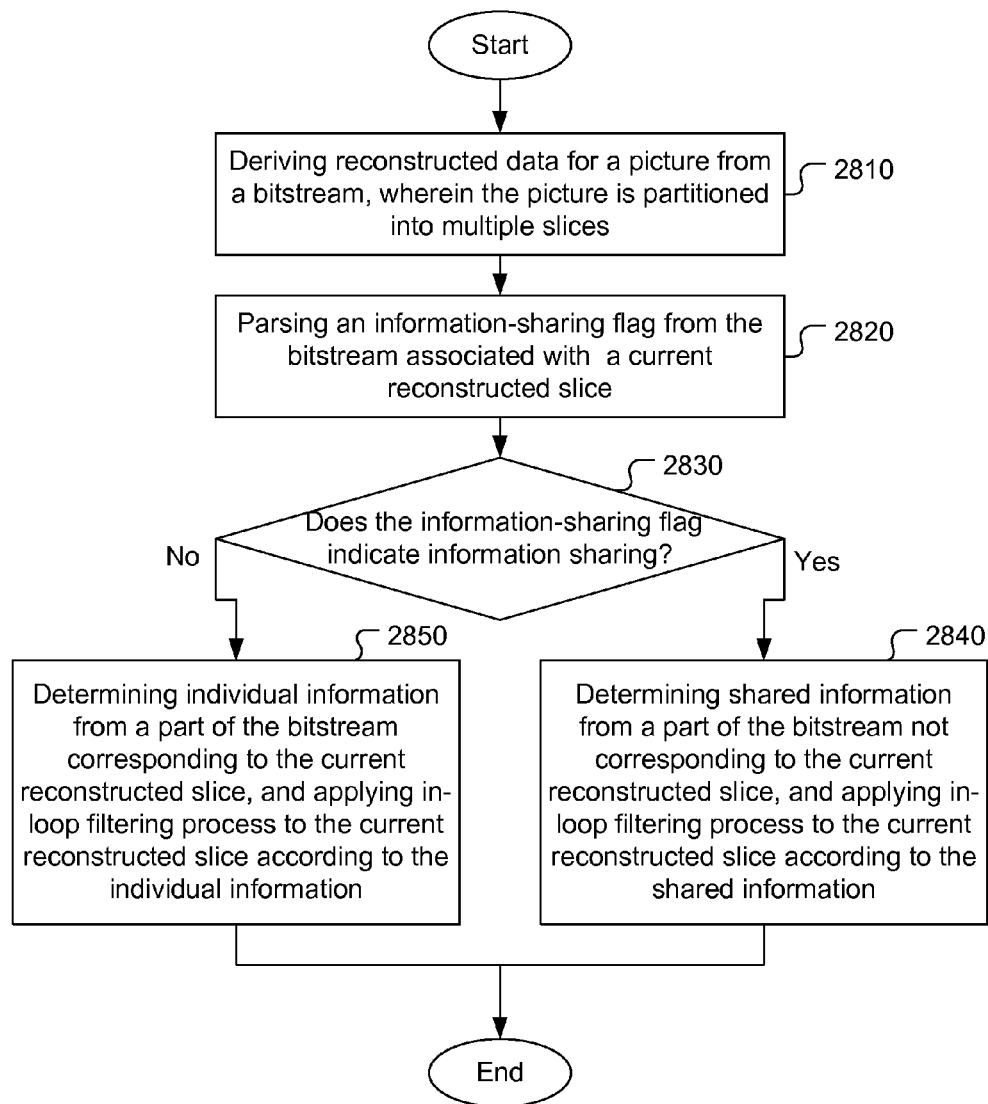 Start
Deriving reconstructed data for a picture from
a bitstream, wherein the picture is partitioned
into multiple slices
2810
Parsing an information-sharing flag from the
bitstream associated with a current
reconstructed slice
2820
2830
Does the information-sharing flag
indicate information sharing?
No
Yes
2850
Determining individual information
from a part of the bitstream
corresponding to the current
reconstructed slice, and applying in-
loop filtering process to the current
reconstructed slice according to the
individual information
2840
Determining shared information
from a part of the bitstream not
corresponding to the current
reconstructed slice, and applying in-
loop filtering process to the current
reconstructed slice according to the
shared information
End